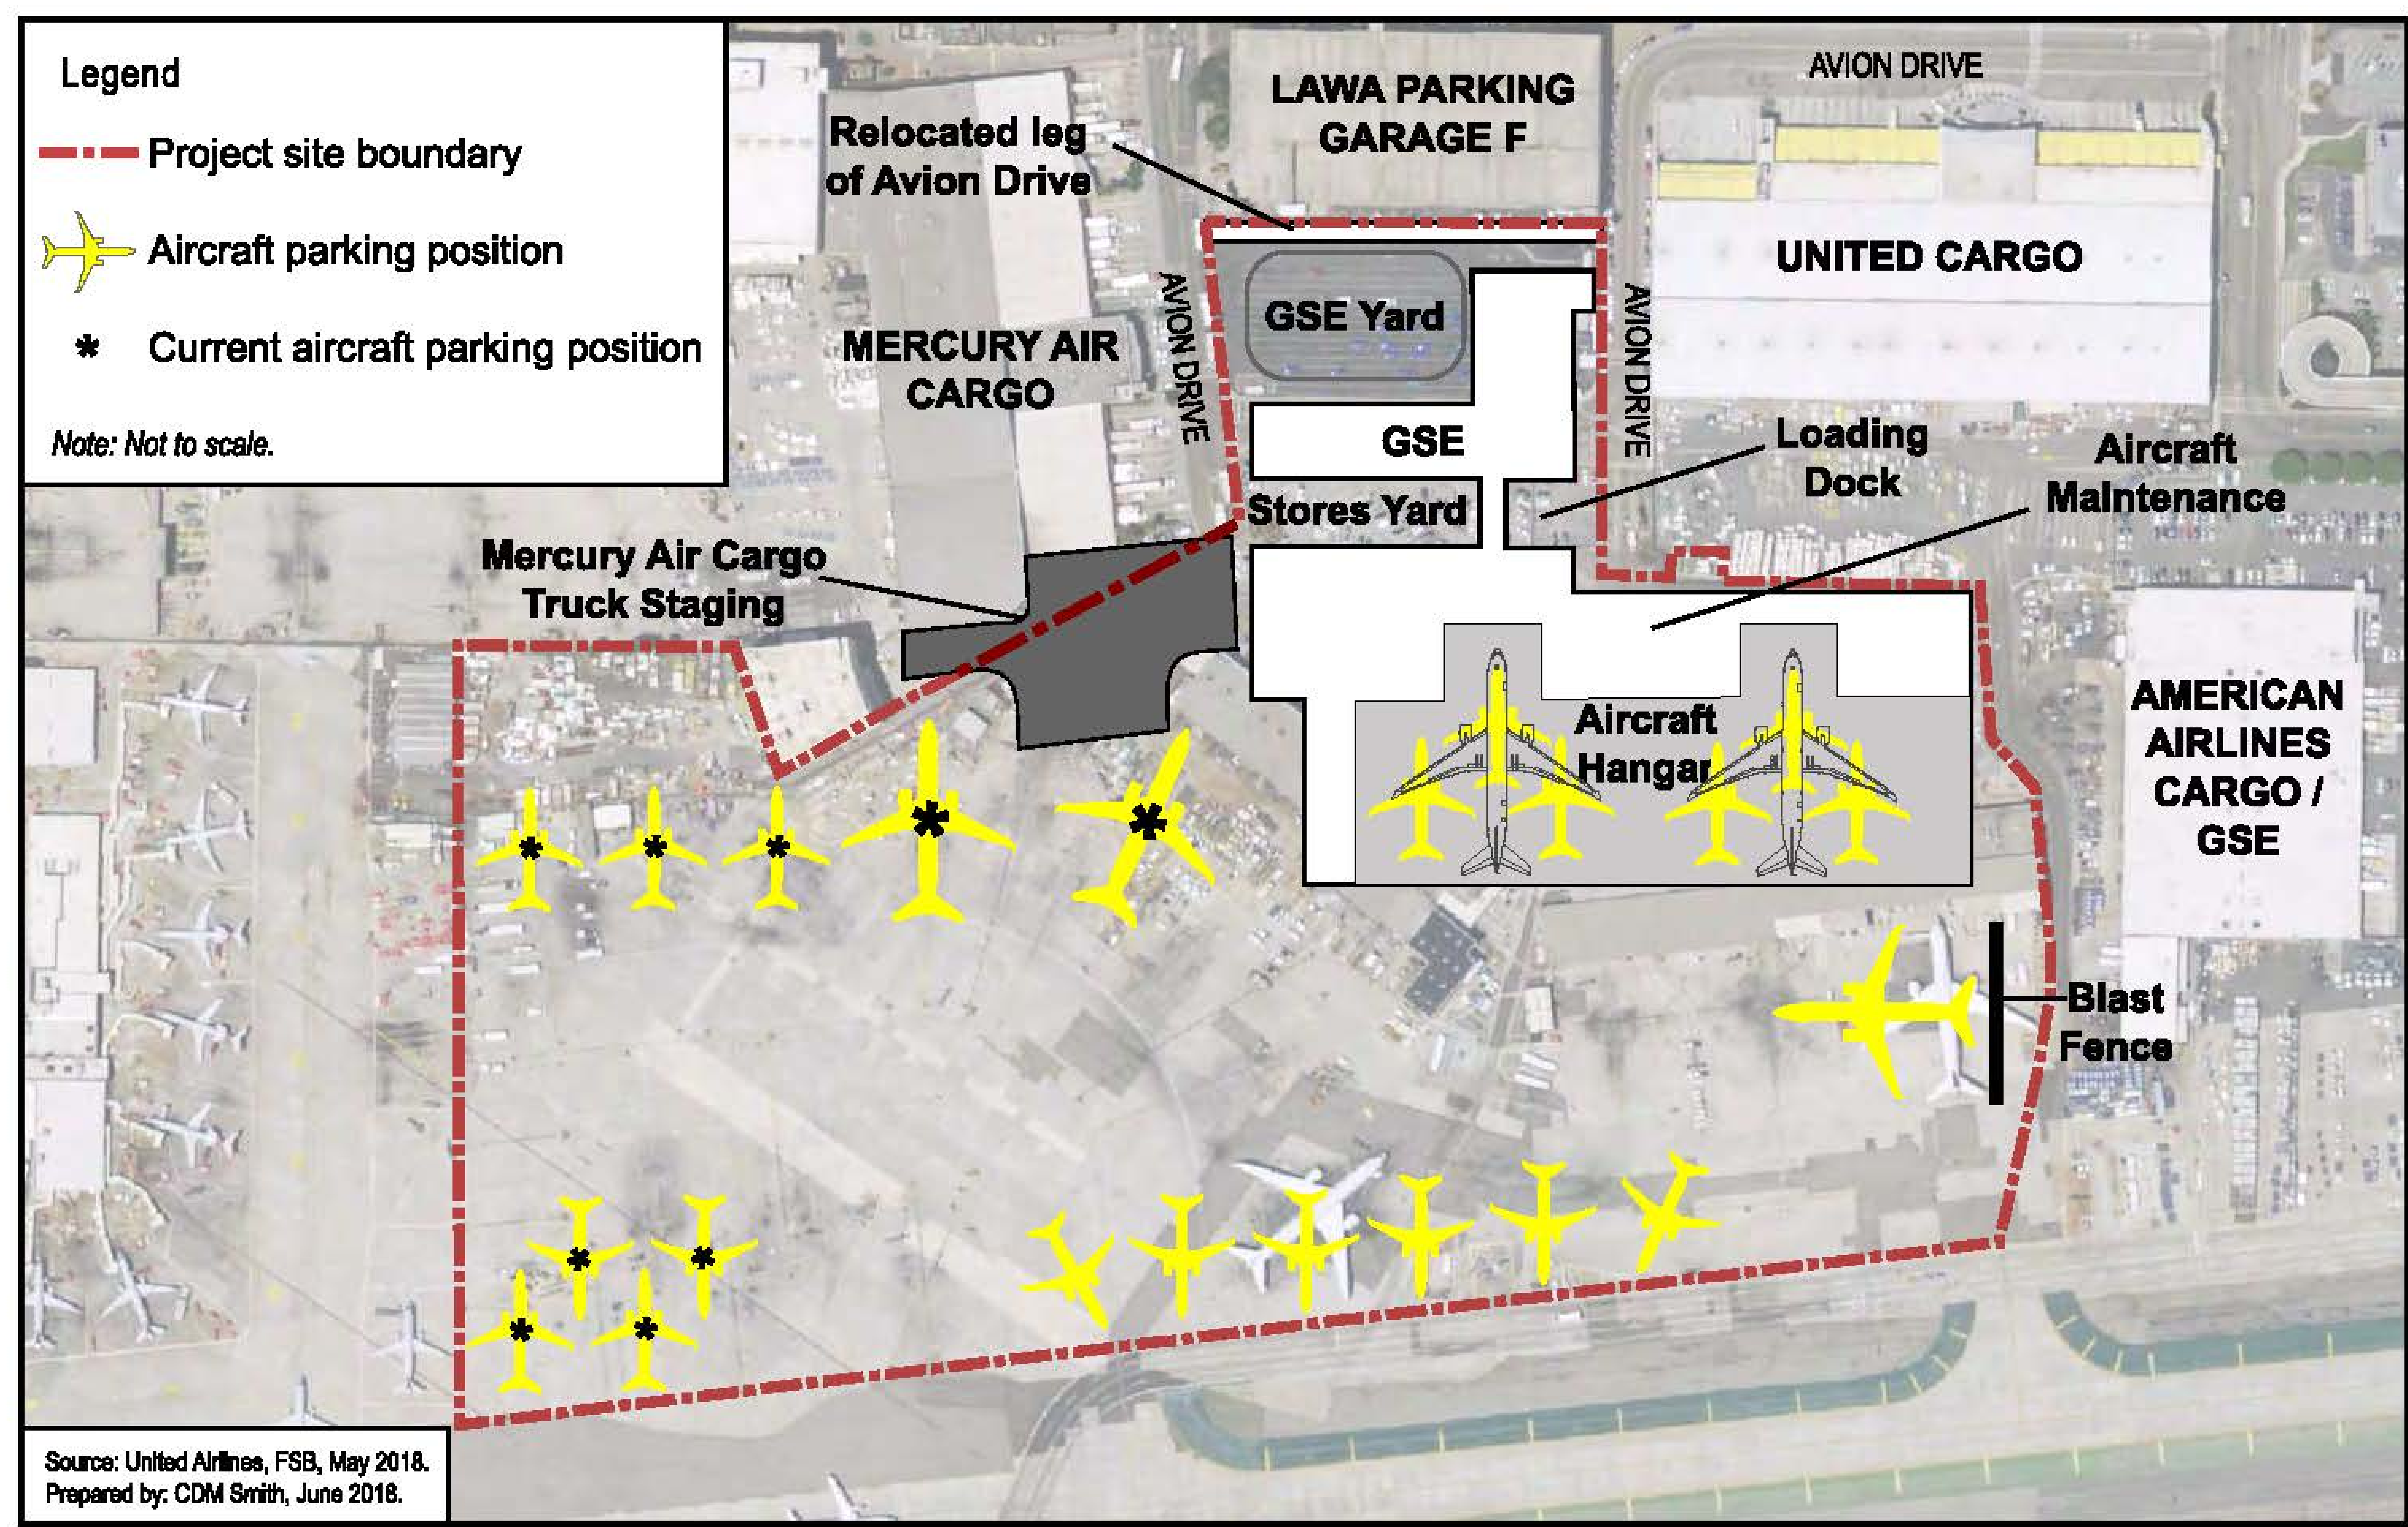 Legend
Project site boundary
Aircraft parking position
* Current aircraft parking position
Note: Not to scale.
Relocated leg
of Avion Drive
LAWA PARKING
GARAGE F
AVION DRIVE
UNITED CARGO
MERCURY AIR
CARGO
AVION DRIVE
GSE Yard
AVION DRIVE
GSE
Loading
Dock
Aircraft
Maintenance
Stores Yard
Mercury Air Cargo
Truck Staging
Aircraft
Hangar
AMERICAN
AIRLINES
CARGO /
GSE
Blast
Fence
Source: United Airlines, FSB, May 2018.
Prepared by: CDM Smith, June 2018.